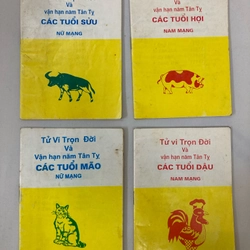 Và
vận hạn năm Tân Tỵ
CÁC TUỔI SỬU
NỮ MẠNG
Và
vận hạn năm Tân Tỵ
CÁC TUỔI HỢI
NAM MẠNG
Tử Vi Trọn Đời
Và
Vận hạn năm Tân Tỵ
CÁC TUỔI MÃO
NỮ MẠNG
Tử Vi Trọn Đời
Và
Vận hạn năm Tân Tỵ
CÁC TUỔI DẬU
NAM MẠNG